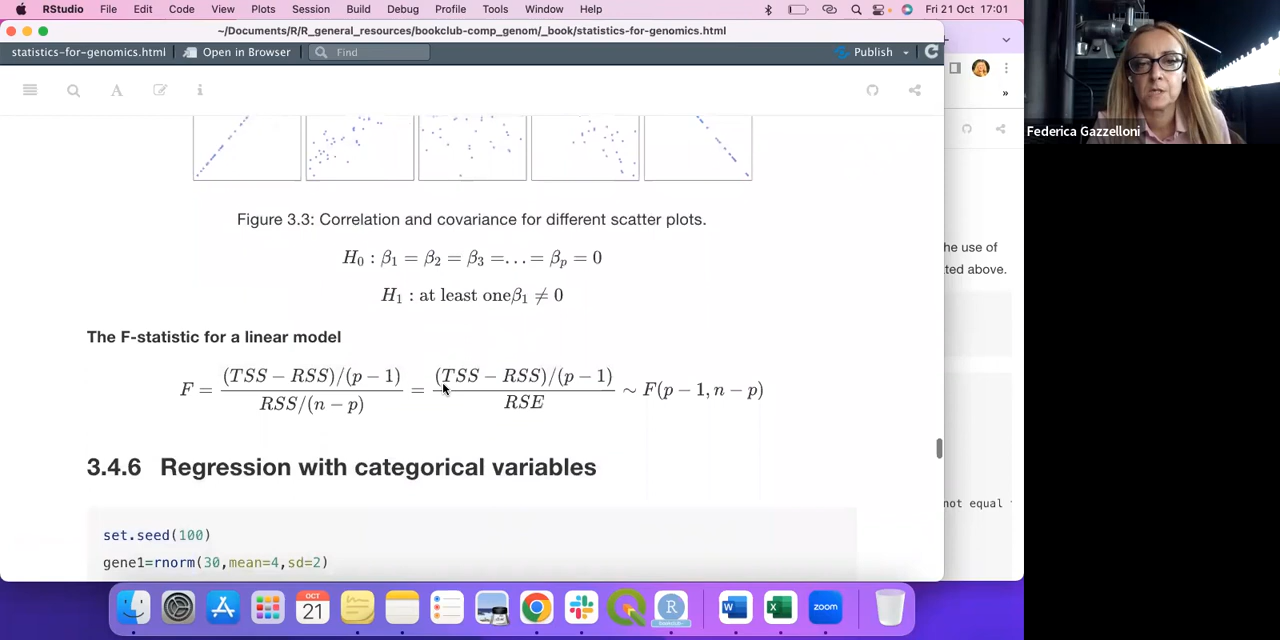 RStudio File Edit Code View Plots Session Build Debug Profile Tools Window Help Fri 21 Oct 17:01
~/Documents/R/R_general_resources/bookclub-comp_genom/_book/statistics-for-genomics.html
statistics-for-genomics.html Open in Browser Find Publish
Federica Gazzelloni
Figure 3.3: Correlation and covariance for different scatter plots.
H₀ : β₁ = β₂ = β₃ =. . . = βₚ = 0
he use of
ted above.
H₁ : at least oneβ₁ ≠ 0
The F-statistic for a linear model
F = (TSS − RSS)/(p − 1) / RSS/(n − p) = (TSS − RSS)/(p − 1) / RSE ∼ F(p − 1, n − p)
3.4.6 Regression with categorical variables
not equal
set.seed(100)
gene1=rnorm(30,mean=4,sd=2)
OCT
21
W
X
zoom
R